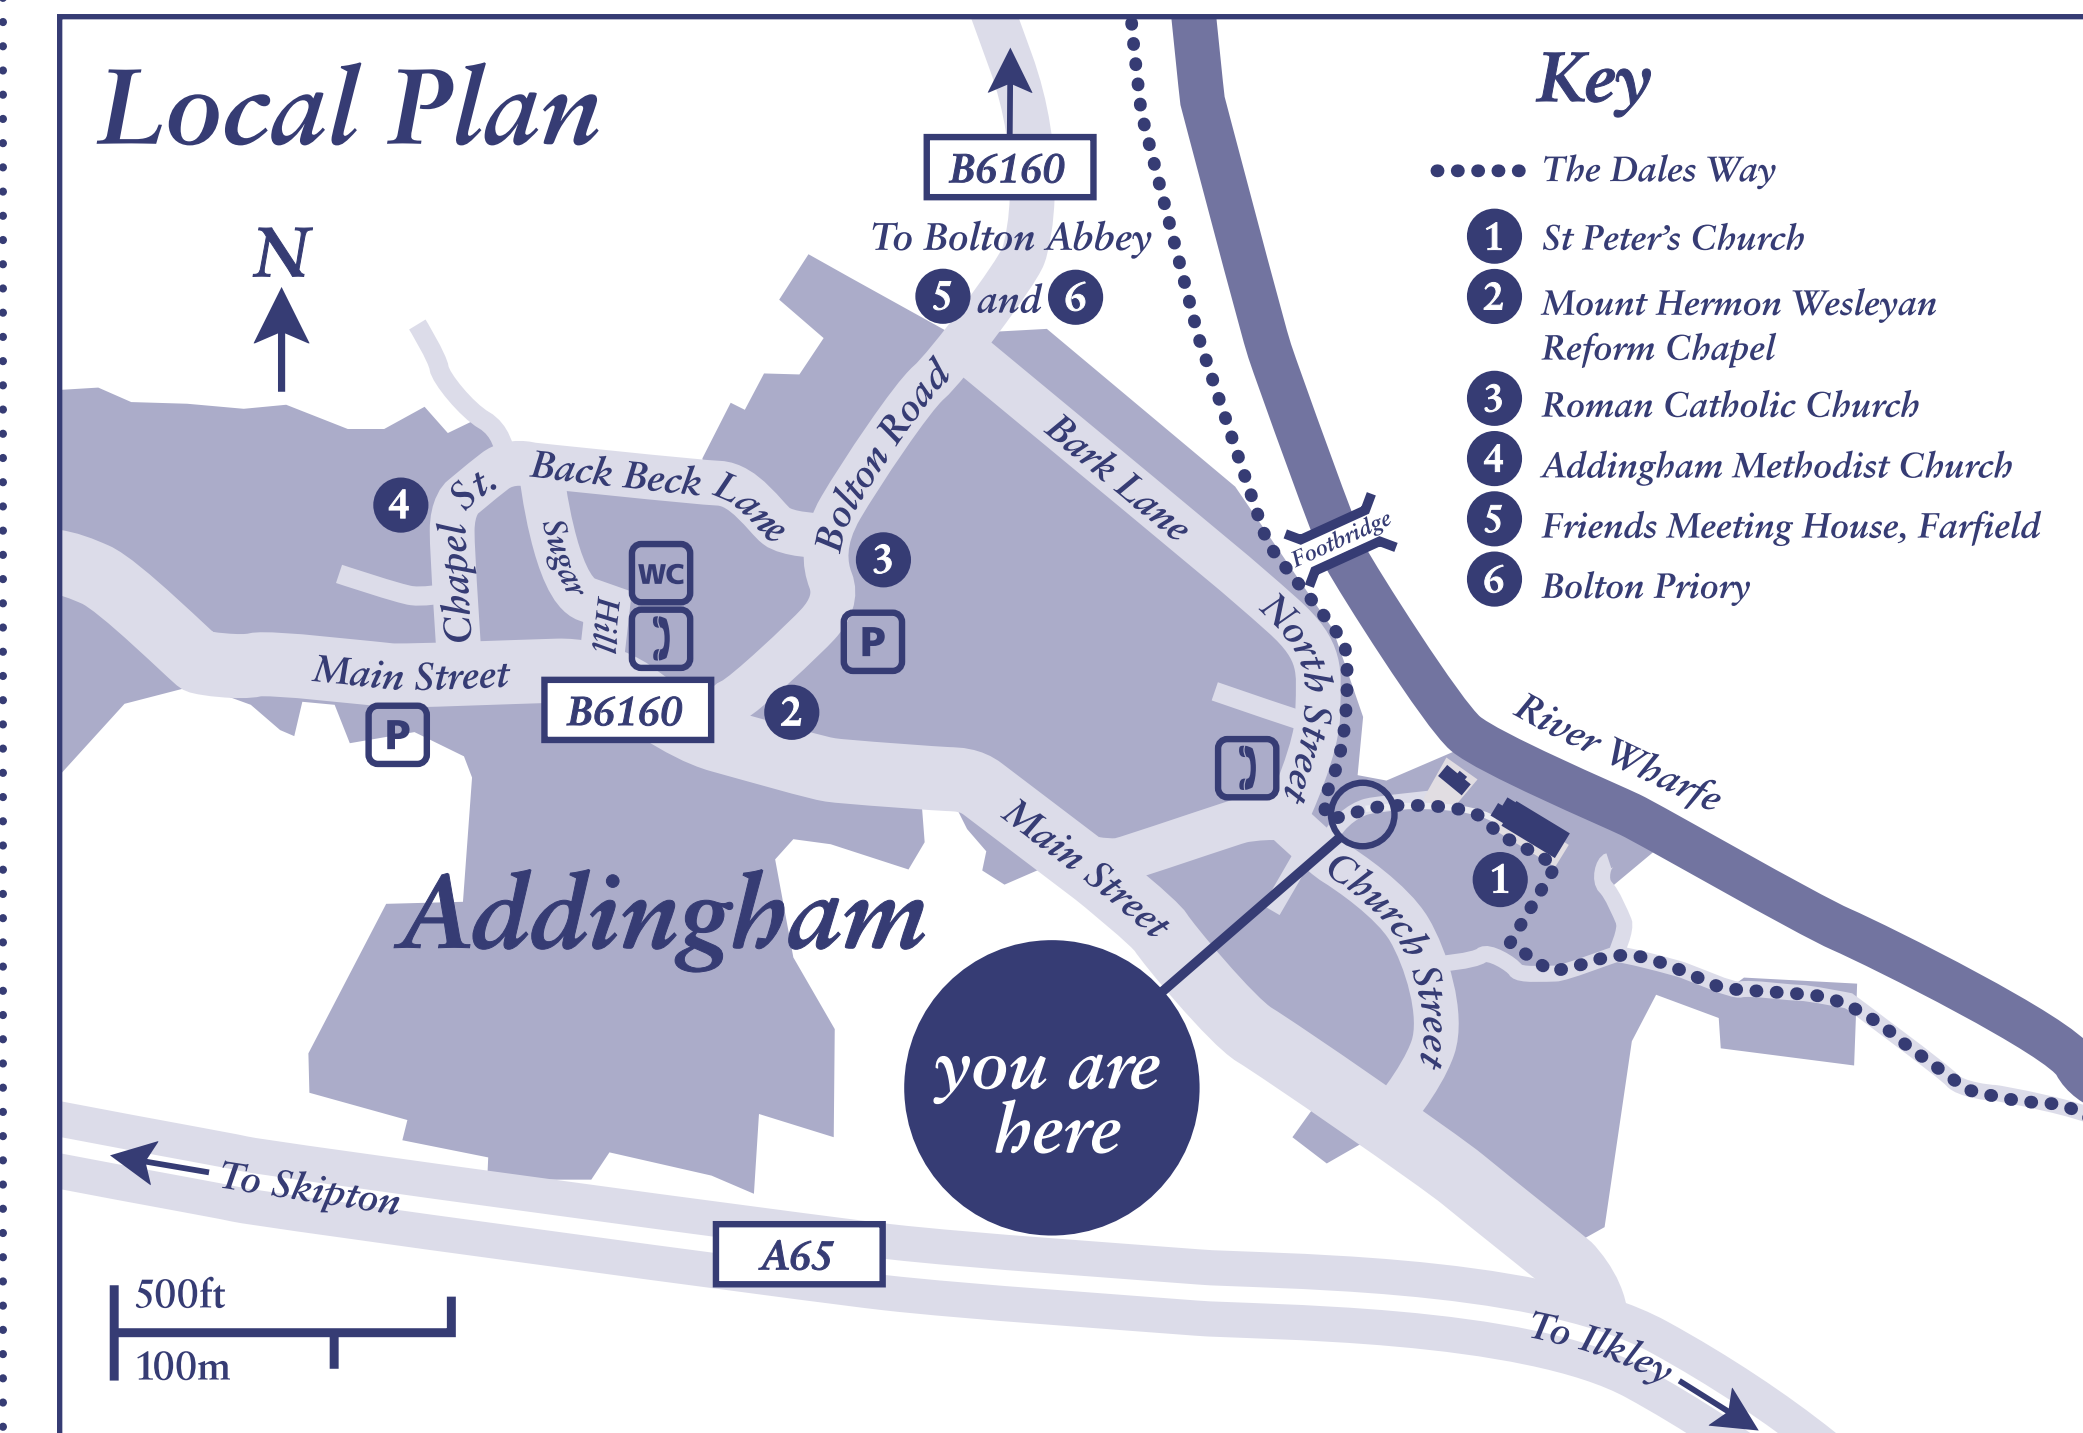 Local Plan
N
B6160
To Bolton Abbey
5 and 6
Key
The Dales Way
1 St Peter's Church
2 Mount Hermon Wesleyan
Reform Chapel
3 Roman Catholic Church
4 Addingham Methodist Church
5 Friends Meeting House, Farfield
6 Bolton Priory
Back Beck Lane
Bolton Road
Bark Lane
Footbridge
4
Chapel St.
Sugar
Hill
WC
3
P
North Street
Main Street
B6160
2
P
River Wharfe
Main Street
Church Street
1
Addingham
you are
here
To Skipton
A65
To Ilkley
500ft
100m